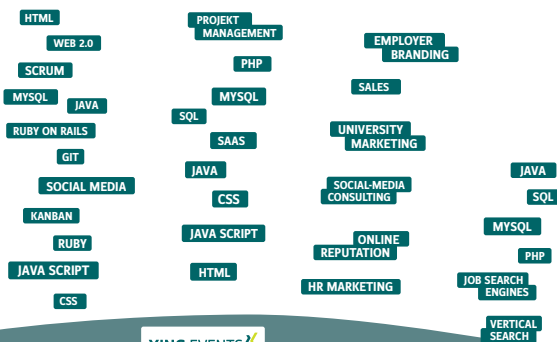 HTML
WEB 2.0
SCRUM
MYSQL
JAVA
RUBY ON RAILS
GIT
SOCIAL MEDIA
KANBAN
RUBY
JAVA SCRIPT
CSS
PROJEKT
MANAGEMENT
PHP
MYSQL
SQL
SAAS
JAVA
CSS
JAVA SCRIPT
HTML
EMPLOYER
BRANDING
SALES
UNIVERSITY
MARKETING
SOCIAL-MEDIA
CONSULTING
ONLINE
REPUTATION
HR MARKETING
JAVA
SQL
MYSQL
PHP
JOB SEARCH
ENGINES
VERTICAL
SEARCH
XING EVENTS